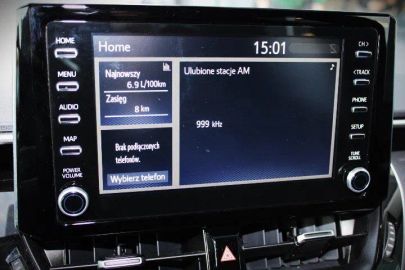 HOME
MENU
AUDIO
MAP
POWER
VOLUME
Home
15:01
Najnowszy
6.9 L/100km
Zasięg
8 km
Brak podłączonych
telefonów.
Wybierz telefon
Ulubione stacje AM
999 kHz
CH>
<TRACK
PHONE
SETUP
TUNE
SCROLL